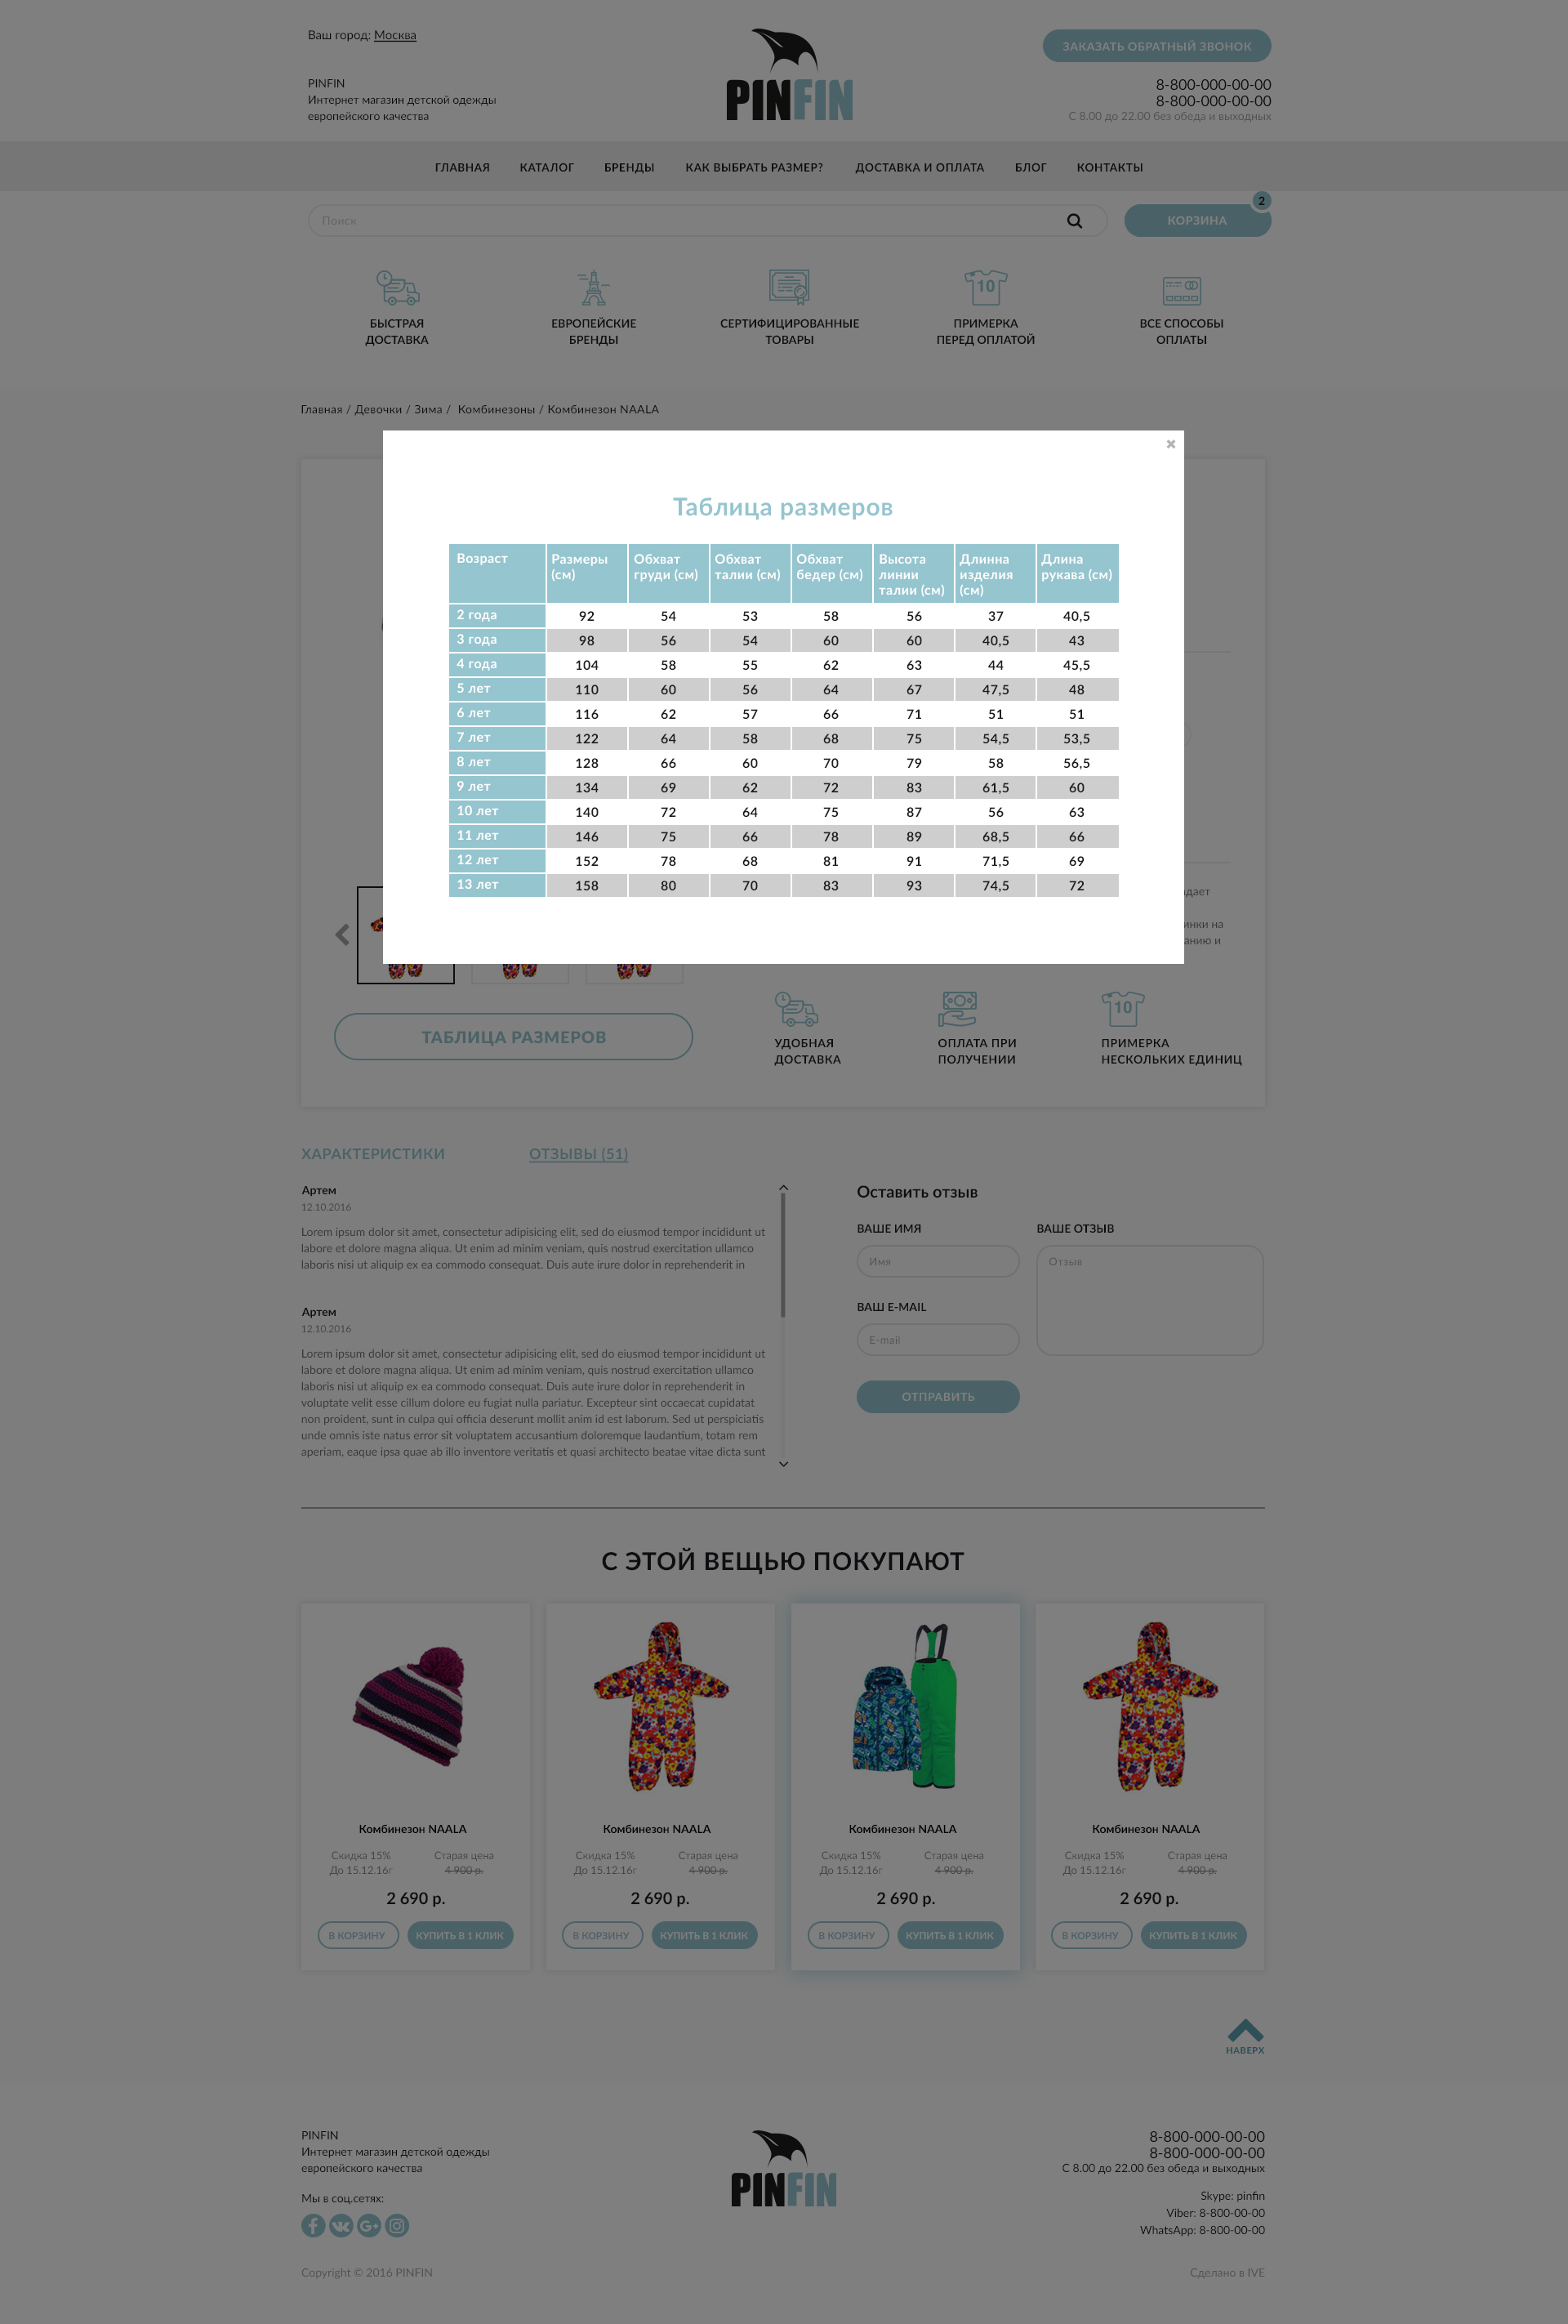 Ваш город: Москва
PINFIN
Интернет магазин детской одежды
европейского качества
PINFIN
ЗАКАЗАТЬ ОБРАТНЫЙ ЗВОНОК
8-800-000-00-00
8-800-000-00-00
С 8.00 до 22.00 без обеда и выходных
ГЛАВНАЯ КАТАЛОГ БРЕНДЫ КАК ВЫБРАТЬ РАЗМЕР? ДОСТАВКА И ОПЛАТА БЛОГ КОНТАКТЫ
Поиск
КОРЗИНА
2
БЫСТРАЯ
ДОСТАВКА
ЕВРОПЕЙСКИЕ
БРЕНДЫ
СЕРТИФИЦИРОВАННЫЕ
ТОВАРЫ
10
ПРИМЕРКА
ПЕРЕД ОПЛАТОЙ
ВСЕ СПОСОБЫ
ОПЛАТЫ
Главная / Девочки / Зима / Комбинезоны / Комбинезон NAALA
Таблица размеров
Возраст
Размеры
(см)
Обхват
груди (см)
Обхват
талии (см)
Обхват
бедер (см)
Высота
линии
талии (см)
Длинна
изделия
(см)
Длина
рукава (см)
2 года 92 54 53 58 56 37 40,5
3 года 98 56 54 60 60 40,5 43
4 года 104 58 55 62 63 44 45,5
5 лет 110 60 56 64 67 47,5 48
6 лет 116 62 57 66 71 51 51
7 лет 122 64 58 68 75 54,5 53,5
8 лет 128 66 60 70 79 58 56,5
9 лет 134 69 62 72 83 61,5 60
10 лет 140 72 64 75 87 56 63
11 лет 146 75 66 78 89 68,5 66
12 лет 152 78 68 81 91 71,5 69
13 лет 158 80 70 83 93 74,5 72
на
и
ТАБЛИЦА РАЗМЕРОВ
УДОБНАЯ
ДОСТАВКА
ОПЛАТА ПРИ
ПОЛУЧЕНИИ
10
ПРИМЕРКА
НЕСКОЛЬКИХ ЕДИНИЦ
ХАРАКТЕРИСТИКИ ОТЗЫВЫ (51)
Артем
12.10.2016
Lorem ipsum dolor sit amet, consectetur adipisicing elit, sed do eiusmod tempor incididunt ut
labore et dolore magna aliqua. Ut enim ad minim veniam, quis nostrud exercitation ullamco
laboris nisi ut aliquip ex ea commodo consequat. Duis aute irure dolor in reprehenderit in
Артем
12.10.2016
Lorem ipsum dolor sit amet, consectetur adipisicing elit, sed do eiusmod tempor incididunt ut
labore et dolore magna aliqua. Ut enim ad minim veniam, quis nostrud exercitation ullamco
laboris nisi ut aliquip ex ea commodo consequat. Duis aute irure dolor in reprehenderit in
voluptate velit esse cillum dolore eu fugiat nulla pariatur. Excepteur sint occaecat cupidatat
non proident, sunt in culpa qui officia deserunt mollit anim id est laborum. Sed ut perspiciatis
unde omnis iste natus error sit voluptatem accusantium doloremque laudantium, totam rem
aperiam, eaque ipsa quae ab illo inventore veritatis et quasi architecto beatae vitae dicta sunt
Оставить отзыв
ВАШЕ ИМЯ
Имя
ВАШ E-MAIL
E-mail
ВАШЕ ОТЗЫВ
Отзыв
ОТПРАВИТЬ
С ЭТОЙ ВЕЩЬЮ ПОКУПАЮТ
Комбинезон NAALA
Скидка 15% Старая цена
До 15.12.16г 4 900 р.
2 690 р.
В КОРЗИНУ КУПИТЬ В 1 КЛИК
Комбинезон NAALA
Скидка 15% Старая цена
До 15.12.16г 4 900 р.
2 690 р.
В КОРЗИНУ КУПИТЬ В 1 КЛИК
Комбинезон NAALA
Скидка 15% Старая цена
До 15.12.16г 4 900 р.
2 690 р.
В КОРЗИНУ КУПИТЬ В 1 КЛИК
Комбинезон NAALA
Скидка 15% Старая цена
До 15.12.16г 4 900 р.
2 690 р.
В КОРЗИНУ КУПИТЬ В 1 КЛИК
НАВЕРХ
PINFIN
Интернет магазин детской одежды
европейского качества
Мы в соц.сетях:
Copyright © 2016 PINFIN
PINFIN
8-800-000-00-00
8-800-000-00-00
С 8.00 до 22.00 без обеда и выходных
Skype: pinfin
Viber: 8-800-00-00
WhatsApp: 8-800-00-00
Сделано в IVE